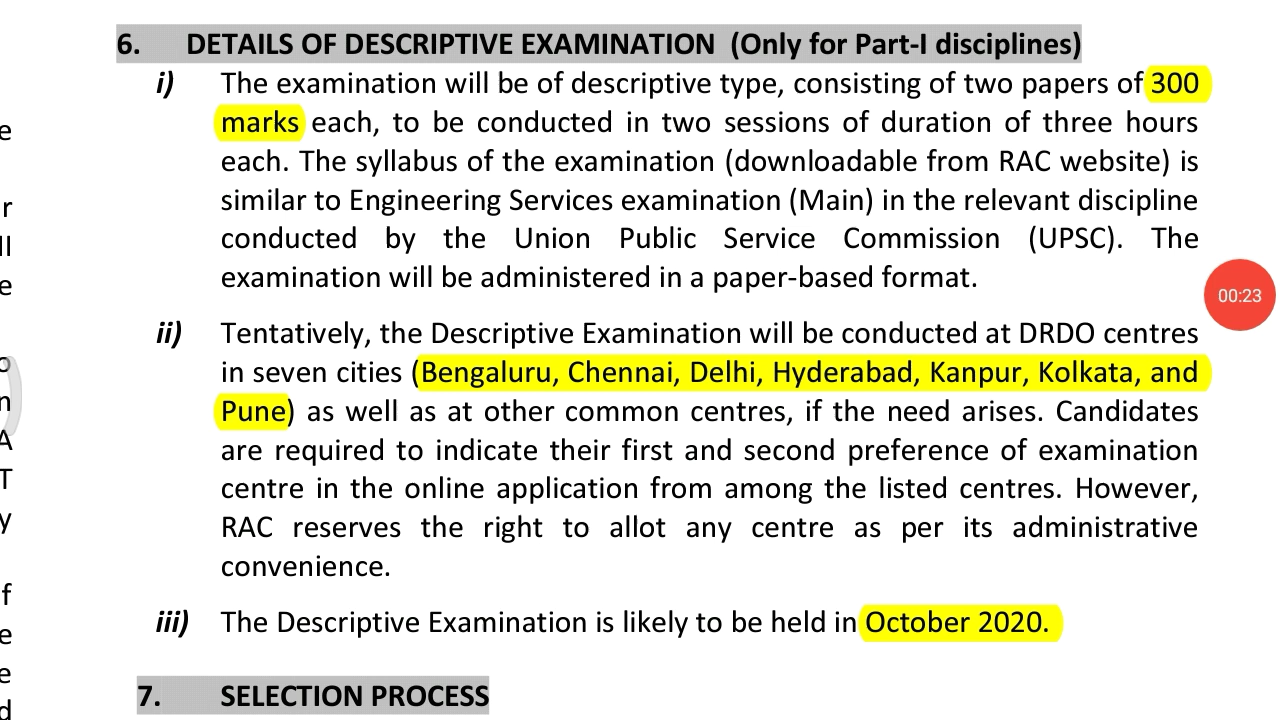 6. DETAILS OF DESCRIPTIVE EXAMINATION (Only for Part-I disciplines)
i) The examination will be of descriptive type, consisting of two papers of 300
marks each, to be conducted in two sessions of duration of three hours
each. The syllabus of the examination (downloadable from RAC website) is
similar to Engineering Services examination (Main) in the relevant discipline
conducted by the Union Public Service Commission (UPSC). The
examination will be administered in a paper-based format.
ii) Tentatively, the Descriptive Examination will be conducted at DRDO centres
in seven cities (Bengaluru, Chennai, Delhi, Hyderabad, Kanpur, Kolkata, and
Pune) as well as at other common centres, if the need arises. Candidates
are required to indicate their first and second preference of examination
centre in the online application from among the listed centres. However,
RAC reserves the right to allot any centre as per its administrative
convenience.
iii) The Descriptive Examination is likely to be held in October 2020.
7. SELECTION PROCESS
00:23